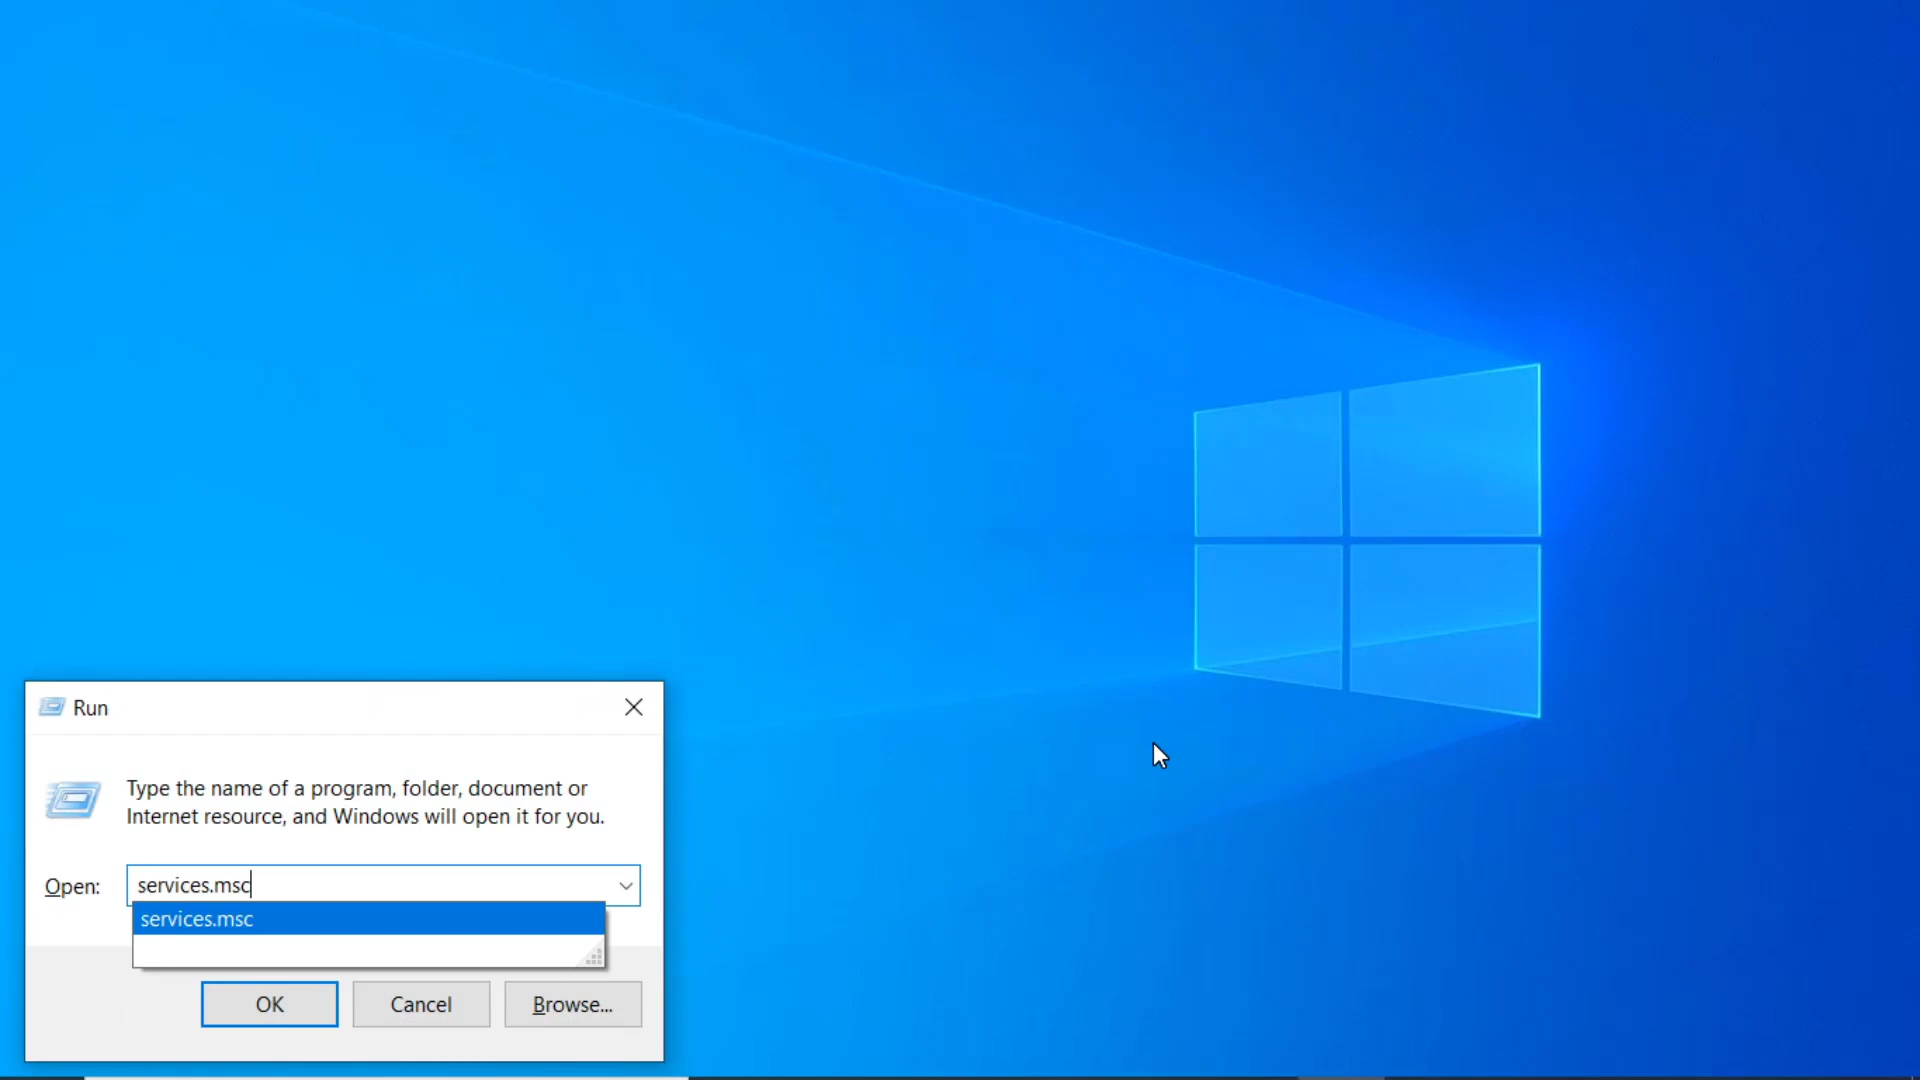 Run
Type the name of a program, folder, document or
Internet resource, and Windows will open it for you.
Open: services.msc
services.msc
OK Cancel Browse...